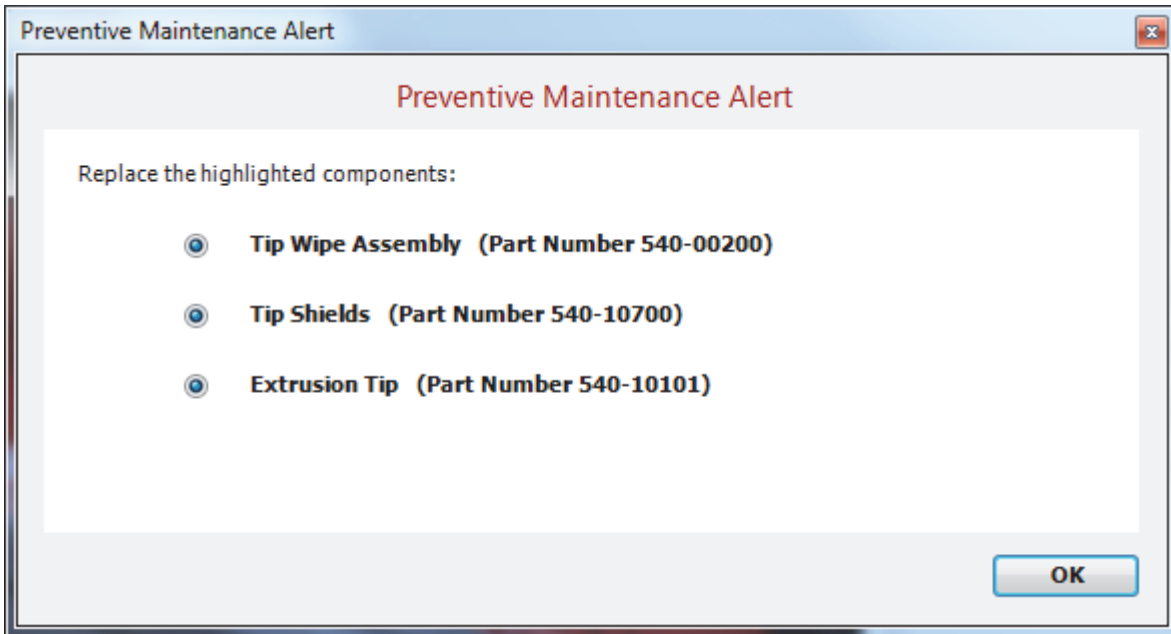 Preventive Maintenance Alert
Preventive Maintenance Alert
Replace the highlighted components:
Tip Wipe Assembly (Part Number 540-00200)
Tip Shields (Part Number 540-10700)
Extrusion Tip (Part Number 540-10101)
OK